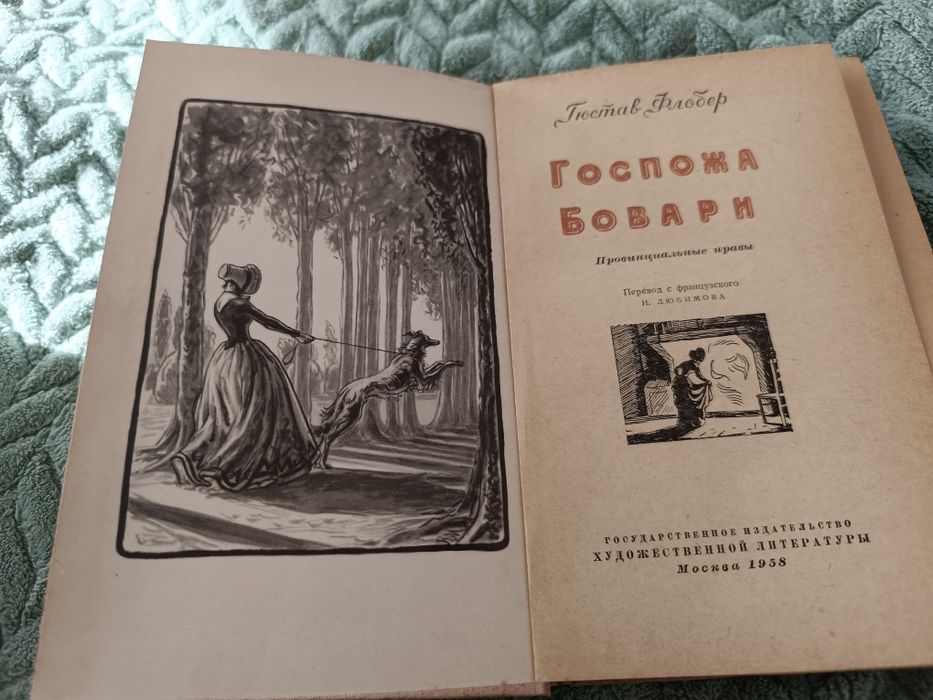 Гюстав Флобер
ГОСПОЖА
БОВАРИ
Провинциальные нравы
Перевод с французского
Н. ЛЮБИМОВА
ГОСУДАРСТВЕННОЕ ИЗДАТЕЛЬСТВО
ХУДОЖЕСТВЕННОЙ ЛИТЕРАТУРЫ
Москва 1958